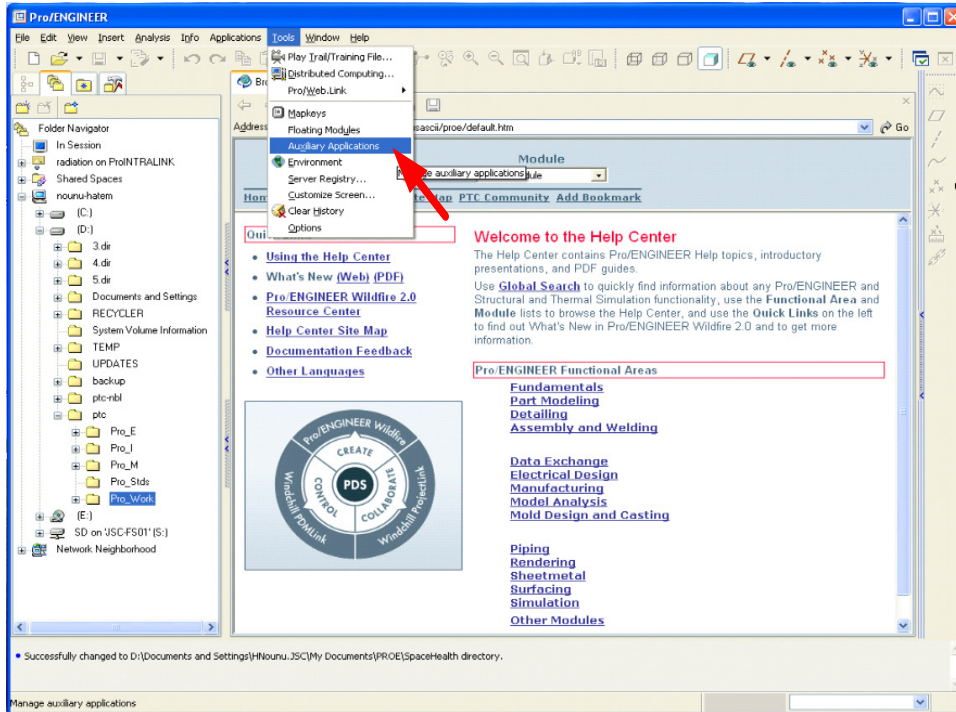 Pro/ENGINEER
File Edit View Insert Analysis Info Applications Tools Window Help
Play Trail/Training File...
Distributed Computing...
Pro/Web.Link
Mapkeys
Floating Modules
Auxiliary Applications
Environment
Server Registry...
Customize Screen...
Clear History
Options
Manage auxiliary applications
Folder Navigator
In Session
radiation on ProINTRALINK
Shared Spaces
nounu-hatem
(C:)
(D:)
3.dir
4.dir
5.dir
Documents and Settings
RECYCLER
System Volume Information
TEMP
UPDATES
backup
ptc-nbl
ptc
Pro_E
Pro_I
Pro_M
Pro_Stds
Pro_Work
(E:)
SD on 'JSC-FS01' (S:)
Network Neighborhood
Address
Go
Module
PTC Community Add Bookmark
Using the Help Center
What's New (Web) (PDF)
Pro/ENGINEER Wildfire 2.0
Resource Center
Help Center Site Map
Documentation Feedback
Other Languages
Pro/ENGINEER Wildfire
CREATE
CONTROL
PDS
COLLABORATE
Windchill PDMLink
Windchill ProjectLink
Welcome to the Help Center
The Help Center contains Pro/ENGINEER Help topics, introductory
presentations, and PDF guides.
Use Global Search to quickly find information about any Pro/ENGINEER and
Structural and Thermal Simulation functionality, use the Functional Area and
Module lists to browse the Help Center, and use the Quick Links on the left
to find out What's New in Pro/ENGINEER Wildfire 2.0 and to get more
information.
Pro/ENGINEER Functional Areas
Fundamentals
Part Modeling
Detailing
Assembly and Welding
Data Exchange
Electrical Design
Manufacturing
Model Analysis
Mold Design and Casting
Piping
Rendering
Sheetmetal
Surfacing
Simulation
Other Modules
• Successfully changed to D:\Documents and Settings\HNounu.JSC\My Documents\PROE\SpaceHealth directory.
Manage auxiliary applications